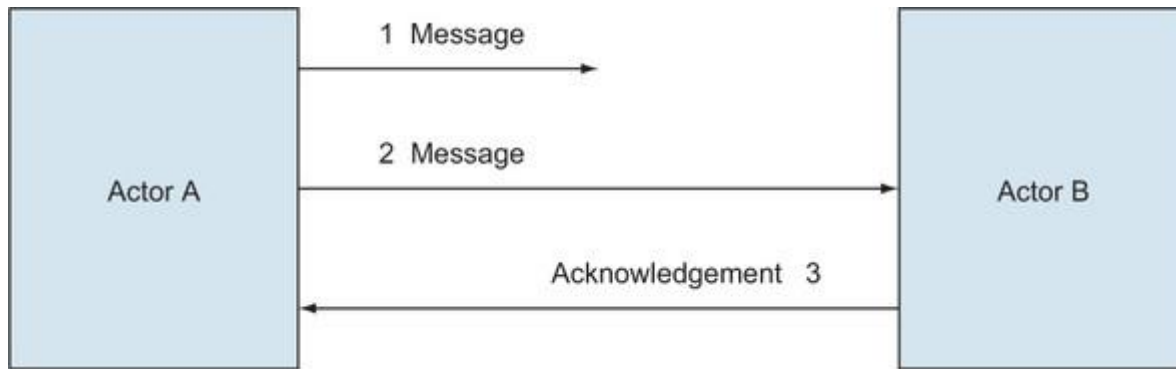 1 Message
2 Message
Actor A
Actor B
Acknowledgement 3